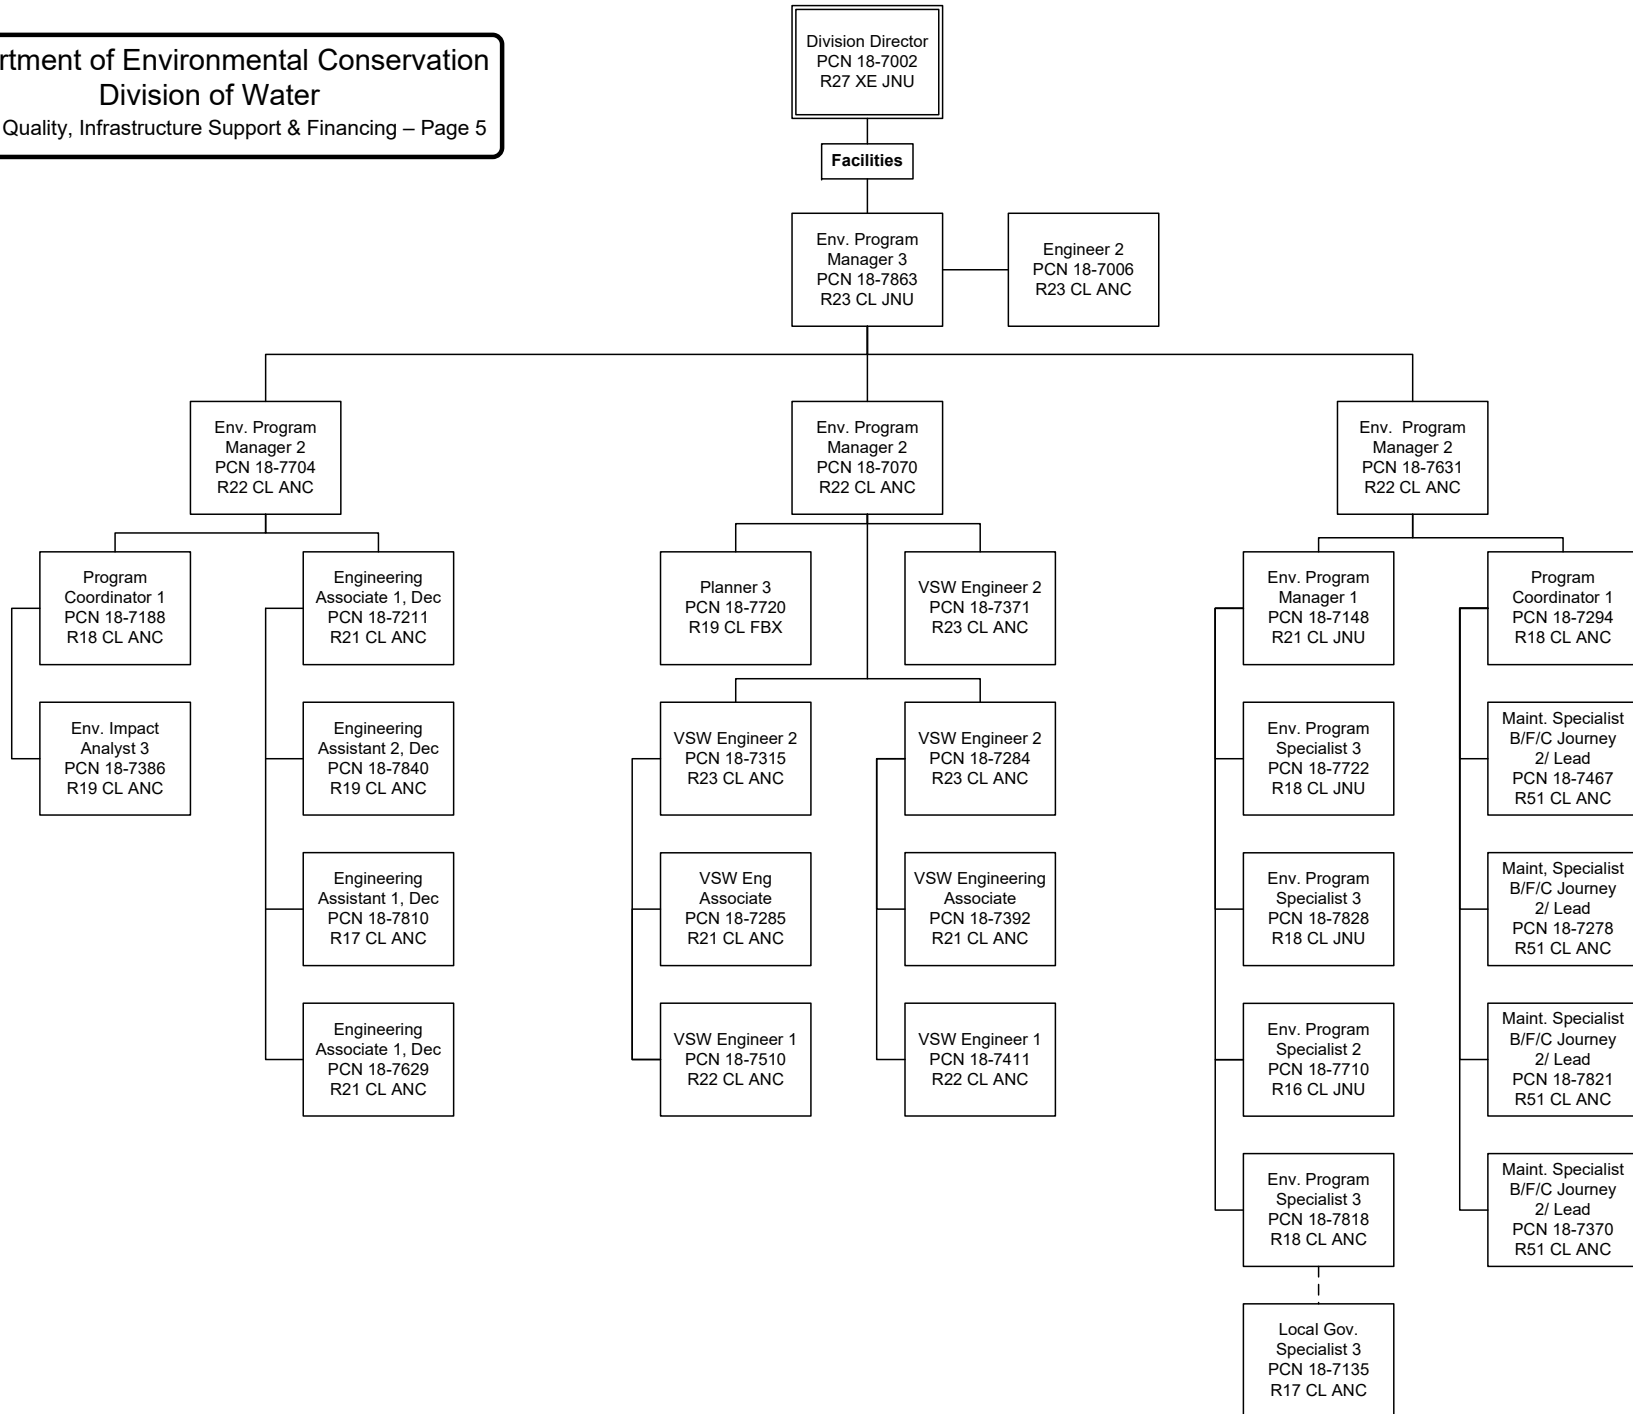 Environmental Conservation
Division of Water
Quality, Infrastructure Support & Financing – Page 5
Division Director
PCN 18-7002
R27 XE JNU
Facilities
Env. Program
Manager 3
PCN 18-7863
R23 CL JNU
Engineer 2
PCN 18-7006
R23 CL ANC
Env. Program
Manager 2
PCN 18-7704
R22 CL ANC
Env. Program
Manager 2
PCN 18-7070
R22 CL ANC
Env. Program
Manager 2
PCN 18-7631
R22 CL ANC
Program
Coordinator 1
PCN 18-7188
R18 CL ANC
Env. Impact
Analyst 3
PCN 18-7386
R19 CL ANC
Engineering
Associate 1, Dec
PCN 18-7211
R21 CL ANC
Engineering
Assistant 2, Dec
PCN 18-7840
R19 CL ANC
Engineering
Assistant 1, Dec
PCN 18-7810
R17 CL ANC
Engineering
Associate 1, Dec
PCN 18-7629
R21 CL ANC
Planner 3
PCN 18-7720
R19 CL FBX
VSW Engineer 2
PCN 18-7371
R23 CL ANC
VSW Engineer 2
PCN 18-7315
R23 CL ANC
VSW Eng
Associate
PCN 18-7285
R21 CL ANC
VSW Engineer 1
PCN 18-7510
R22 CL ANC
VSW Engineer 2
PCN 18-7284
R23 CL ANC
VSW Engineering
Associate
PCN 18-7392
R21 CL ANC
VSW Engineer 1
PCN 18-7411
R22 CL ANC
Env. Program
Manager 1
PCN 18-7148
R21 CL JNU
Env. Program
Specialist 3
PCN 18-7722
R18 CL JNU
Env. Program
Specialist 3
PCN 18-7828
R18 CL JNU
Env. Program
Specialist 2
PCN 18-7710
R16 CL JNU
Env. Program
Specialist 3
PCN 18-7818
R18 CL ANC
Local Gov.
Specialist 3
PCN 18-7135
R17 CL ANC
Program
Coordinator 1
PCN 18-7294
R18 CL ANC
Maint. Specialist
B/F/C Journey
2/ Lead
PCN 18-7467
R51 CL ANC
Maint, Specialist
B/F/C Journey
2/ Lead
PCN 18-7278
R51 CL ANC
Maint. Specialist
B/F/C Journey
2/ Lead
PCN 18-7821
R51 CL ANC
Maint. Specialist
B/F/C Journey
2/ Lead
PCN 18-7370
R51 CL ANC